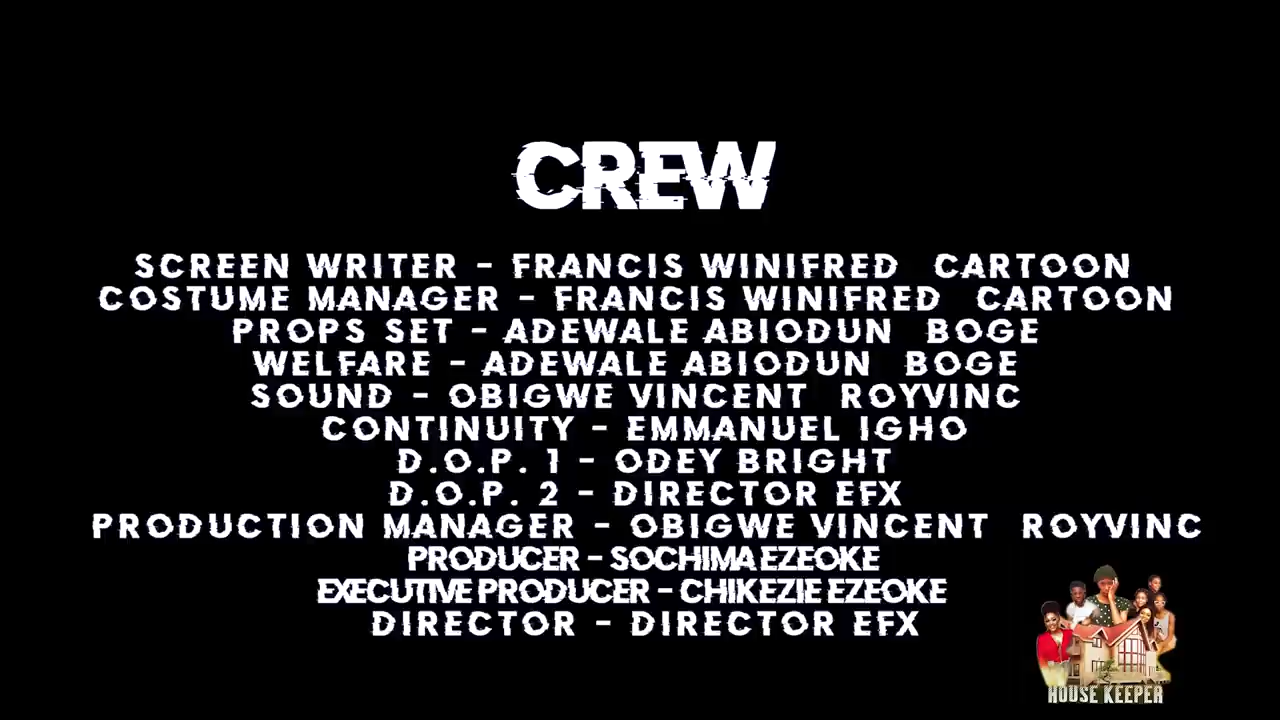 CREW
SCREEN WRITER - FRANCIS WINIFRED CARTOON
COSTUME MANAGER - FRANCIS WINIFRED CARTOON
PROPS SET - ADEWALE ABIODUN BOGE
WELFARE - ADEWALE ABIODUN BOGE
SOUND - OBIGWE VINCENT ROYVINC
CONTINUITY - EMMANUEL IGHO
D.O.P. 1 - ODEY BRIGHT
D.O.P. 2 - DIRECTOR EFX
PRODUCTION MANAGER - OBIGWE VINCENT ROYVINC
PRODUCER - SOCHIMA EZEOKE
EXECUTIVE PRODUCER - CHIKEZIE EZEOKE
DIRECTOR - DIRECTOR EFX
HOUSE KEEPER